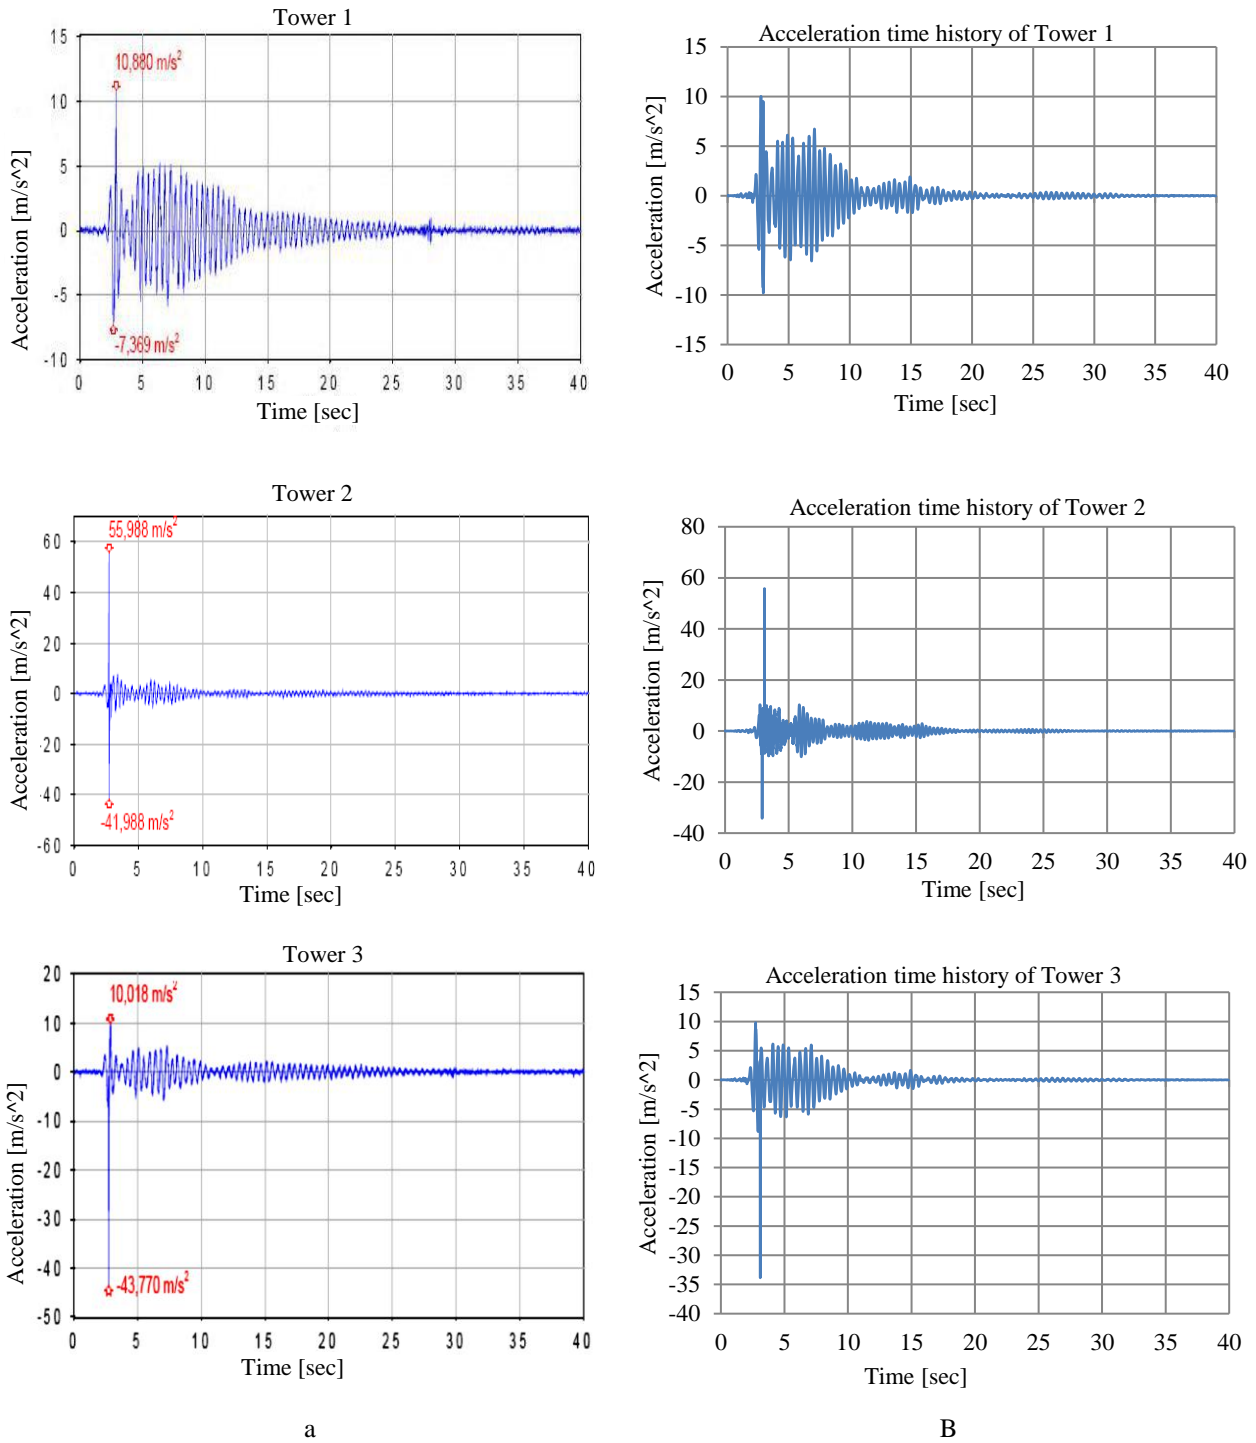 Tower 1
15
10,880 m/s²
10
5
0
-5
-7,369 m/s²
-10
0 5 10 15 20 25 30 35 40
Acceleration [m/s^2]
Time [sec]
Acceleration time history of Tower 1
15
10
5
0
-5
-10
-15
0 5 10 15 20 25 30 35 40
Acceleration [m/s^2]
Time [sec]
Tower 2
55,988 m/s²
60
40
20
0
-20
-40
-41,988 m/s²
-60
0 5 10 15 20 25 30 35 40
Acceleration [m/s^2]
Time [sec]
Acceleration time history of Tower 2
80
60
40
20
0
-20
-40
0 5 10 15 20 25 30 35 40
Acceleration [m/s^2]
Time [sec]
Tower 3
20
10,018 m/s²
10
0
-10
-20
-30
-40
-43,770 m/s²
-50
0 5 10 15 20 25 30 35 40
Acceleration [m/s^2]
Time [sec]
Acceleration time history of Tower 3
15
10
5
0
-5
-10
-15
-20
-25
-30
-35
-40
0 5 10 15 20 25 30 35 40
Acceleration [m/s^2]
Time [sec]
a
B